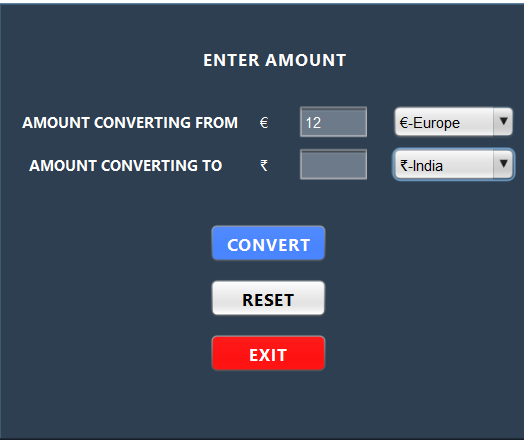 ENTER AMOUNT
AMOUNT CONVERTING FROM € 12 €-Europe
AMOUNT CONVERTING TO ₹ ₹-India
CONVERT
RESET
EXIT